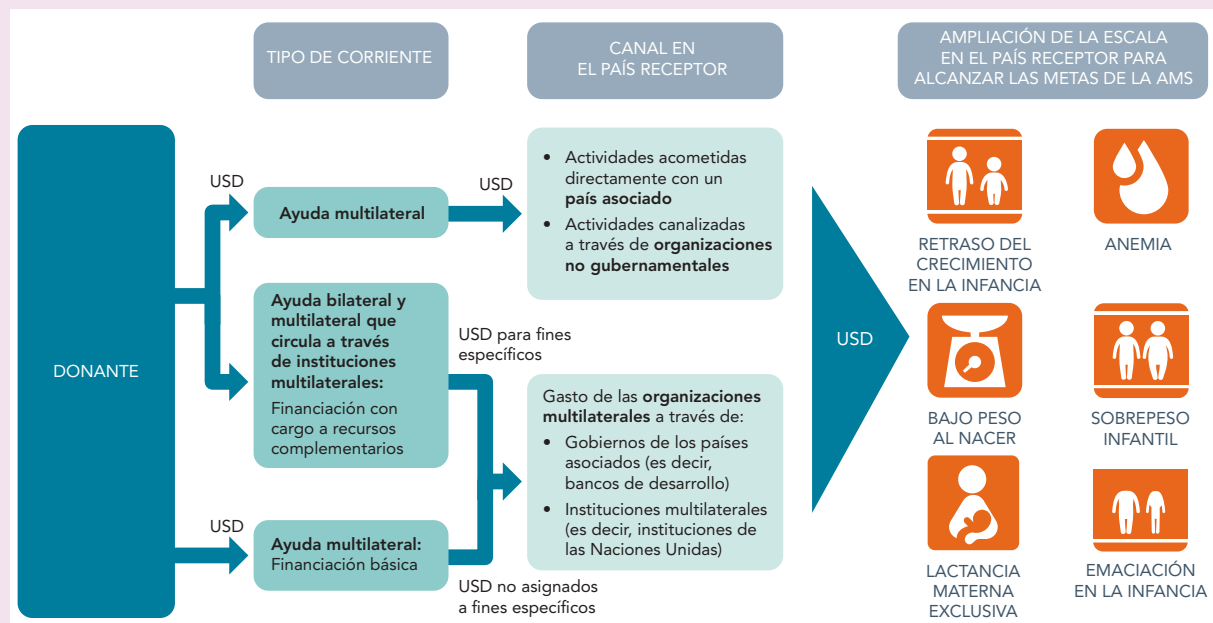 TIPO DE CORRIENTE
CANAL EN
EL PAÍS RECEPTOR
AMPLIACIÓN DE LA ESCALA
EN EL PAÍS RECEPTOR PARA
ALCANZAR LAS METAS DE LA AMS
DONANTE
USD
Ayuda multilateral
USD
• Actividades acometidas
directamente con un
país asociado
• Actividades canalizadas
a través de organizaciones
no gubernamentales
Ayuda bilateral y
multilateral que
circula a través
de instituciones
multilaterales:
Financiación con
cargo a recursos
complementarios
USD para fines
específicos
USD
Ayuda multilateral:
Financiación básica
USD no asignados
a fines específicos
Gasto de las organizaciones
multilaterales a través de:
• Gobiernos de los países
asociados (es decir,
bancos de desarrollo)
• Instituciones multilaterales
(es decir, instituciones de
las Naciones Unidas)
USD
RETRASO DEL
CRECIMIENTO
EN LA INFANCIA
ANEMIA
BAJO PESO
AL NACER
SOBREPESO
INFANTIL
LACTANCIA
MATERNA
EXCLUSIVA
EMACIACIÓN
EN LA INFANCIA